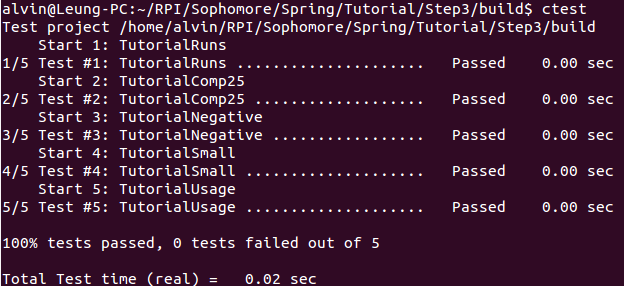 alvin@Leung-PC:~/RPI/Sophomore/Spring/Tutorial/Step3/build$ ctest
Test project /home/alvin/RPI/Sophomore/Spring/Tutorial/Step3/build
    Start 1: TutorialRuns
1/5 Test #1: TutorialRuns .....................   Passed    0.00 sec
    Start 2: TutorialComp25
2/5 Test #2: TutorialComp25 ...................   Passed    0.00 sec
    Start 3: TutorialNegative
3/5 Test #3: TutorialNegative .................   Passed    0.00 sec
    Start 4: TutorialSmall
4/5 Test #4: TutorialSmall ....................   Passed    0.00 sec
    Start 5: TutorialUsage
5/5 Test #5: TutorialUsage ....................   Passed    0.00 sec

100% tests passed, 0 tests failed out of 5

Total Test time (real) =   0.02 sec